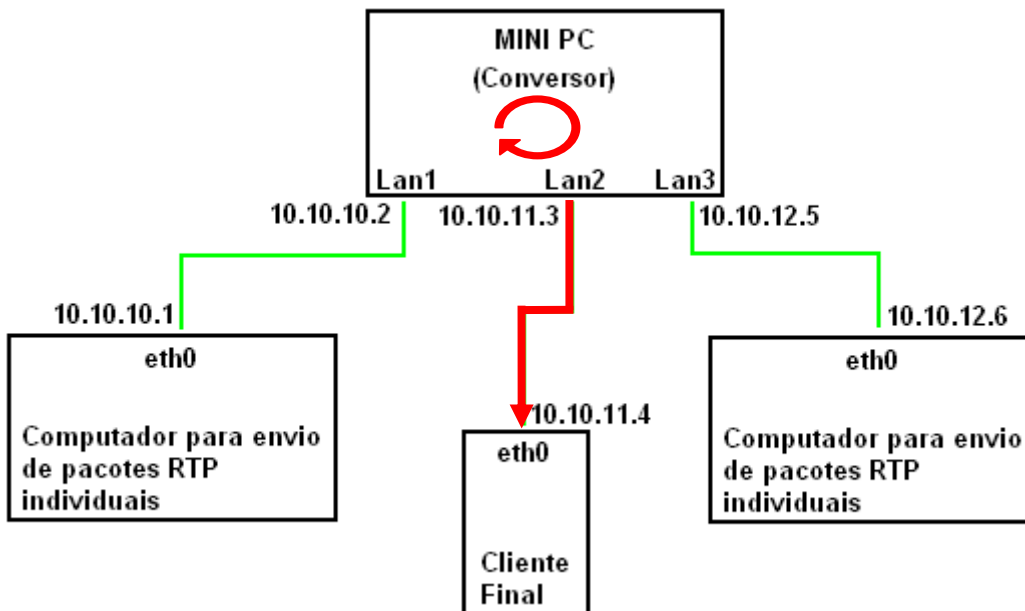 MINI PC
(Conversor)
Lan1
Lan2
Lan3
10.10.10.2
10.10.11.3
10.10.12.5
10.10.10.1
eth0
Computador para envio
de pacotes RTP
individuais
10.10.11.4
eth0
Cliente
Final
10.10.12.6
eth0
Computador para envio
de pacotes RTP
individuais